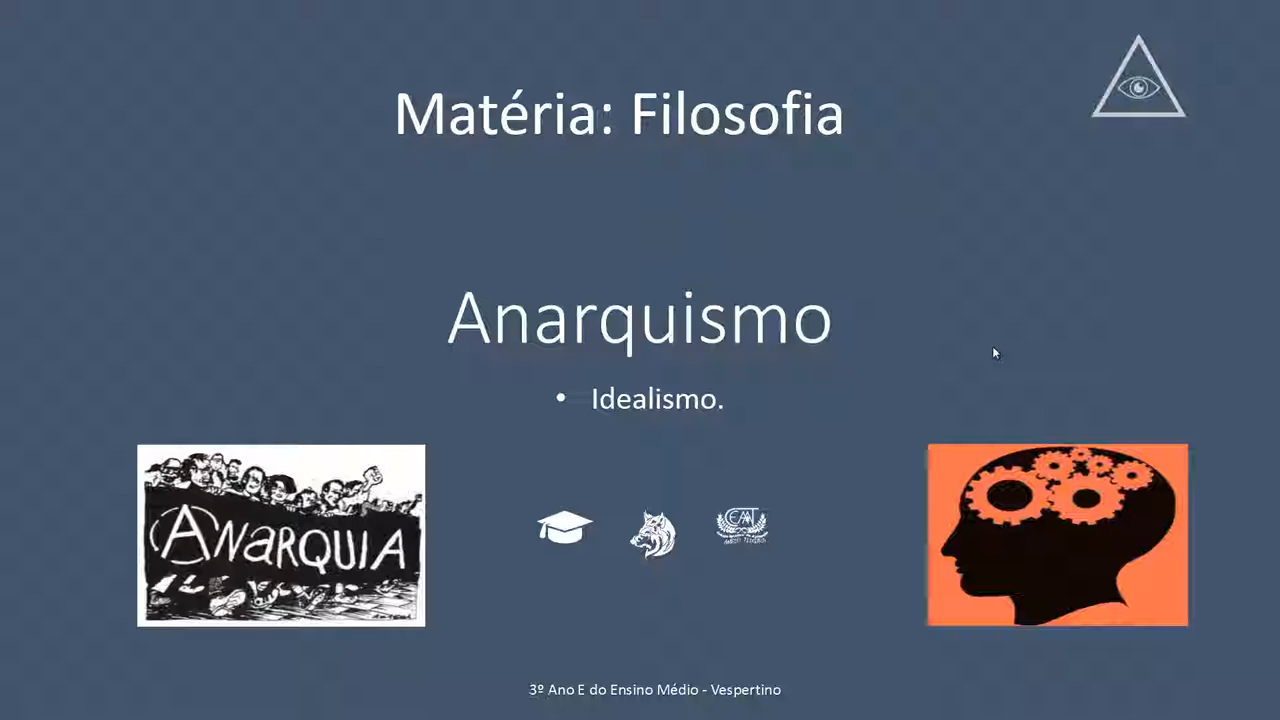 Matéria: Filosofia
Anarquismo
• Idealismo.
ANaRQUIA
3º Ano E do Ensino Médio - Vespertino